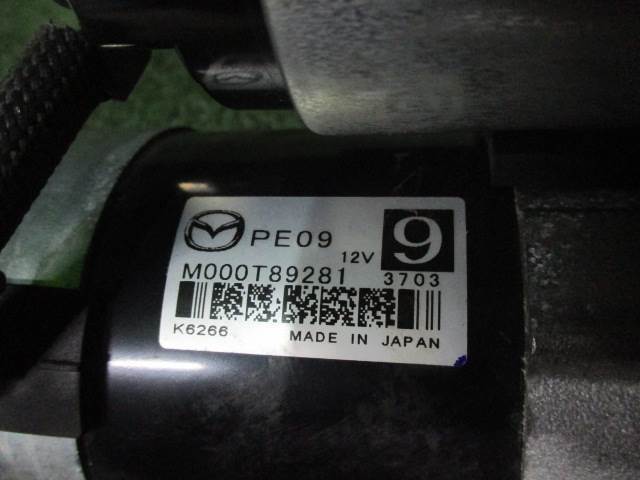 PE09 12V 9
M000T89281 3703
K6266 MADE IN JAPAN